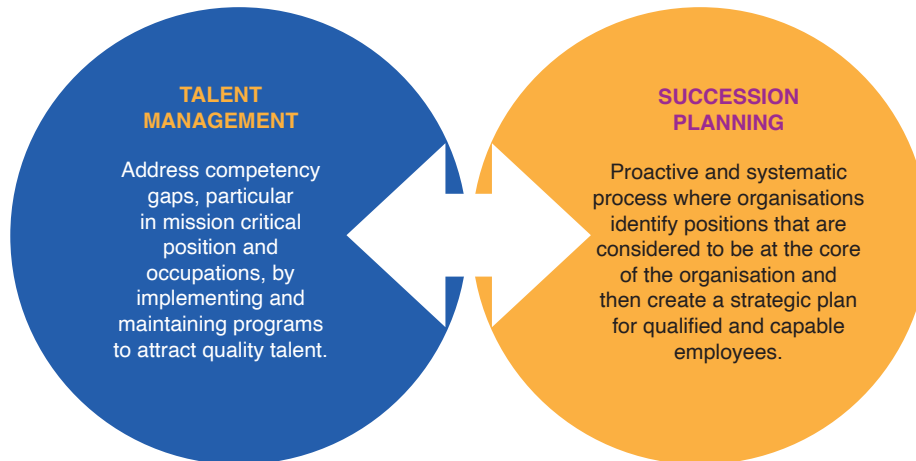 TALENT
MANAGEMENT
Address competency
gaps, particular
in mission critical
position and
occupations, by
implementing and
maintaining programs
to attract quality talent.
SUCCESSION
PLANNING
Proactive and systematic
process where organisations
identify positions that are
considered to be at the core
of the organisation and
then create a strategic plan
for qualified and capable
employees.